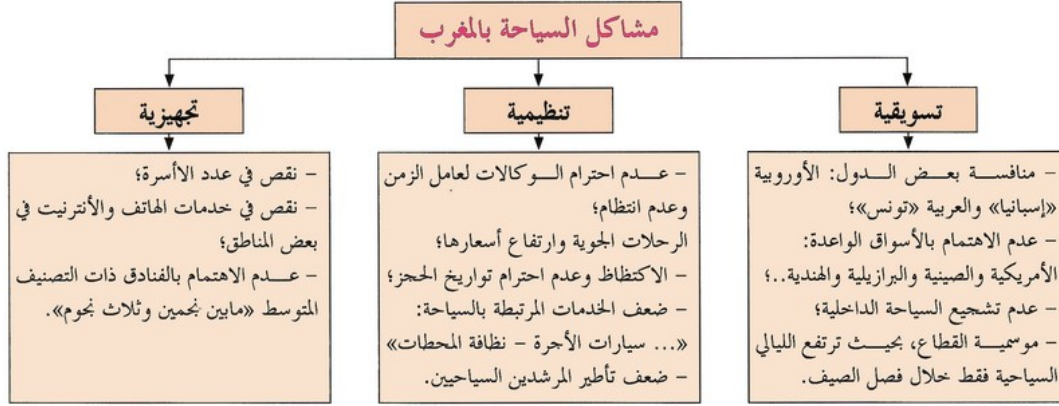 مشاكل السياحة بالمغرب
تسويقية
– منافسة بعض الدول: الأوروبية
«إسبانيا» والعربية «تونس»؛
– عدم الاهتمام بالأسواق الواعدة:
الأمريكية والصينية والبرازيلية والهندية..؛
– عدم تشجيع السياحة الداخلية؛
– موسمية القطاع، بحيث ترتفع الليالي
السياحية فقط خلال فصل الصيف.
تنظيمية
– عدم احترام الوكالات لعامل الزمن
وعدم انتظام؛
الرحلات الجوية وارتفاع أسعارها؛
– الاكتظاظ وعدم احترام تواريخ الحجز؛
– ضعف الخدمات المرتبطة بالسياحة:
«... سيارات الأجرة – نظافة المحطات»
– ضعف تأطير المرشدين السياحيين.
تجهيزية
– نقص في عدد الاأسرة؛
– نقص في خدمات الهاتف والأنترنيت في
بعض المناطق؛
– عدم الاهتمام بالفنادق ذات التصنيف
المتوسط «مابين نجمين وثلاث نجوم».